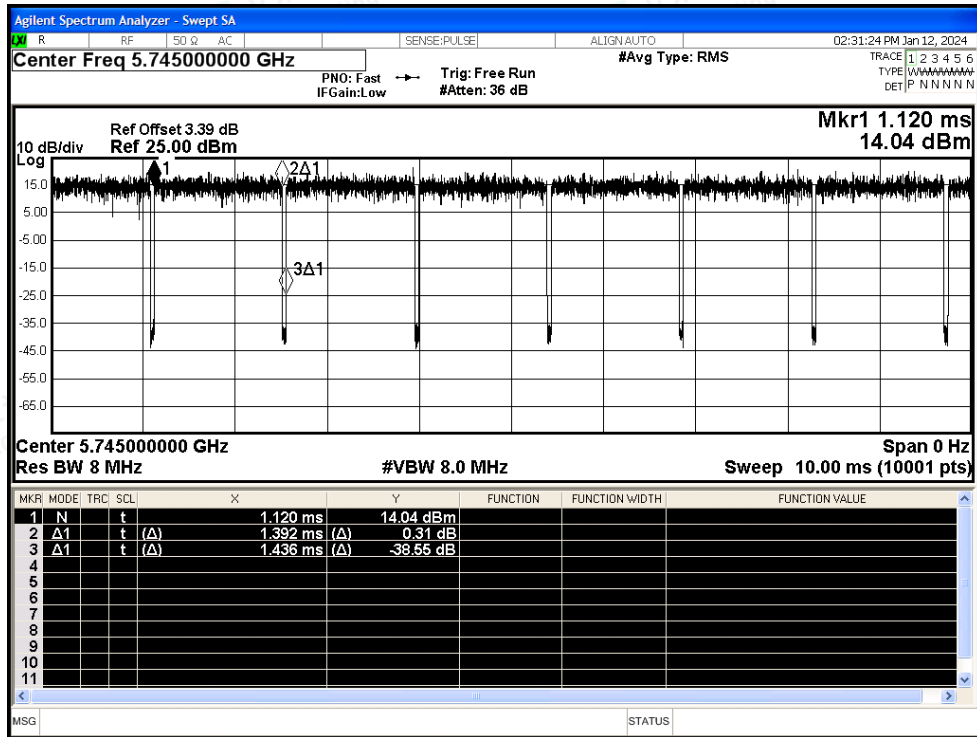 Agilent Spectrum Analyzer - Swept SA
LXI R RF 50 Ω AC SENSE:PULSE ALIGN AUTO 02:31:24 PM Jan 12, 2024
Center Freq 5.745000000 GHz #Avg Type: RMS TRACE 1 2 3 4 5 6
PNO: Fast Trig: Free Run TYPE WWWWWW
IFGain:Low #Atten: 36 dB DET P N N N N N
Mkr1 1.120 ms
Ref Offset 3.39 dB
10 dB/div Ref 25.00 dBm 14.04 dBm
Log
1 2Δ1
15.0
5.00
-5.00
-15.0 3Δ1
-25.0
-35.0
-45.0
-55.0
-65.0
Center 5.745000000 GHz Span 0 Hz
Res BW 8 MHz #VBW 8.0 MHz Sweep 10.00 ms (10001 pts)
MKR MODE TRC SCL X Y FUNCTION FUNCTION WIDTH FUNCTION VALUE
1 N t 1.120 ms 14.04 dBm
2 Δ1 t (Δ) 1.392 ms (Δ) 0.31 dB
3 Δ1 t (Δ) 1.436 ms (Δ) -38.55 dB
4
5
6
7
8
9
10
11
MSG STATUS